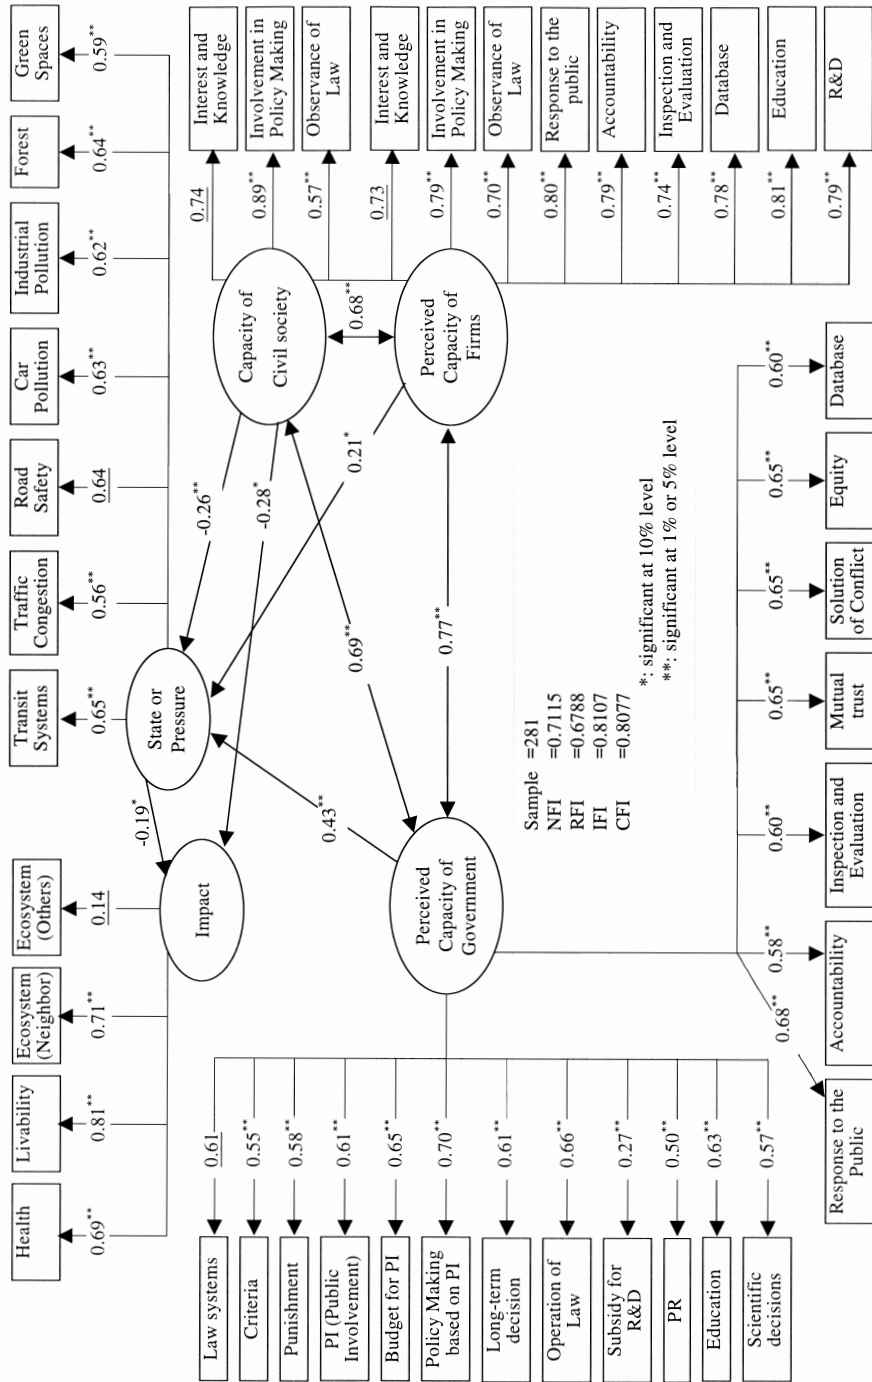 Health
Livability
Ecosystem
(Neighbor)
Ecosystem
(Others)
Transit
Systems
Traffic
Congestion
Road
Safety
Car
Pollution
Industrial
Pollution
Forest
Green
Spaces
0.69**
0.81**
0.71**
0.14
0.65**
0.56**
0.64
0.63**
0.62**
0.64**
0.59**
Impact
-0.19*
State or
Pressure
-0.26**
-0.28*
0.21*
0.43**
0.69**
0.77**
0.68**
Capacity of
Civil society
Perceived
Capacity of
Firms
Perceived
Capacity of
Government
0.74
Interest and
Knowledge
0.89**
Involvement in
Policy Making
0.57**
Observance of
Law
0.73
Interest and
Knowledge
0.79**
Involvement in
Policy Making
0.70**
Observance of
Law
0.80**
Response to the
public
0.79**
Accountability
0.74**
Inspection and
Evaluation
0.78**
Database
0.81**
Education
0.79**
R&D
Law systems
0.61
Criteria
0.55**
Punishment
0.58**
PI (Public
Involvement)
0.61**
Budget for PI
0.65**
Policy Making
based on PI
0.70**
Long-term
decision
0.61**
Operation of
Law
0.66**
Subsidy for
R&D
0.27**
PR
0.50**
Education
0.63**
Scientific
decisions
0.57**
Sample =281
NFI =0.7115
RFI =0.6788
IFI =0.8107
CFI =0.8077
*: significant at 10% level
**: significant at 1% or 5% level
0.68**
0.58**
0.60**
0.65**
0.65**
0.65**
0.60**
Response to the
Public
Accountability
Inspection and
Evaluation
Mutual
trust
Solution
of Conflict
Equity
Database